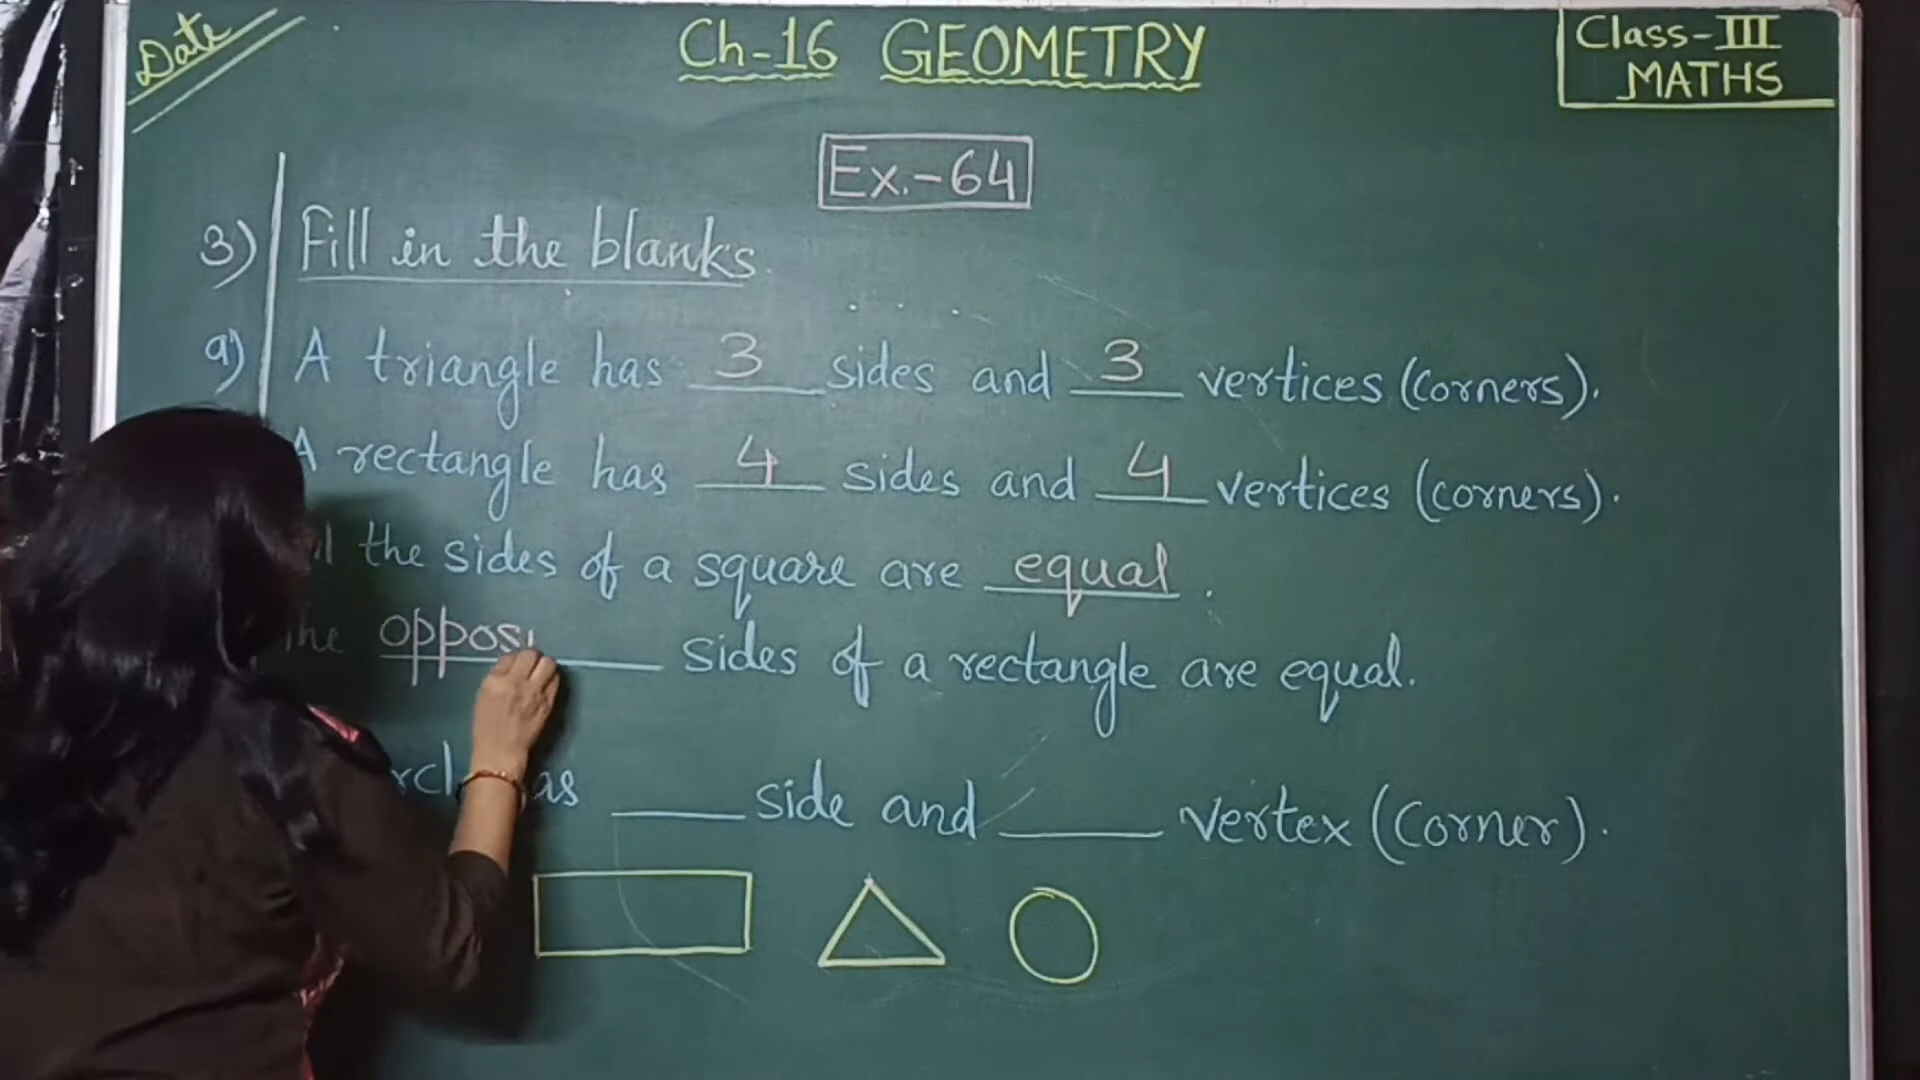 Date
Ch-16 GEOMETRY
Class-III
MATHS
Ex.-64
3) Fill in the blanks.
a) A triangle has 3 sides and 3 vertices (corners).
A rectangle has 4 sides and 4 vertices (corners).
the sides of a square are equal.
sides of a rectangle are equal.
side and ____ vertex (corner).